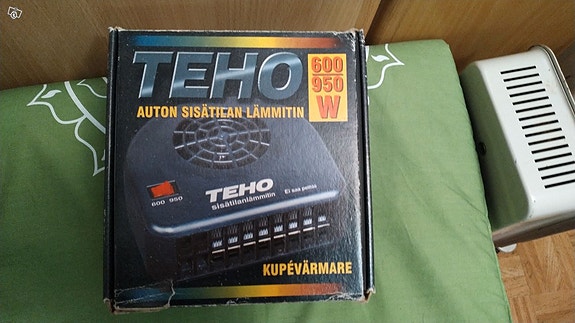 TEHO
600
950
W
AUTON SISÄTILAN LÄMMITIN
600 950
TEHO
sisätilanlämmitin
Ei saa peittää
KUPÉVÄRMARE